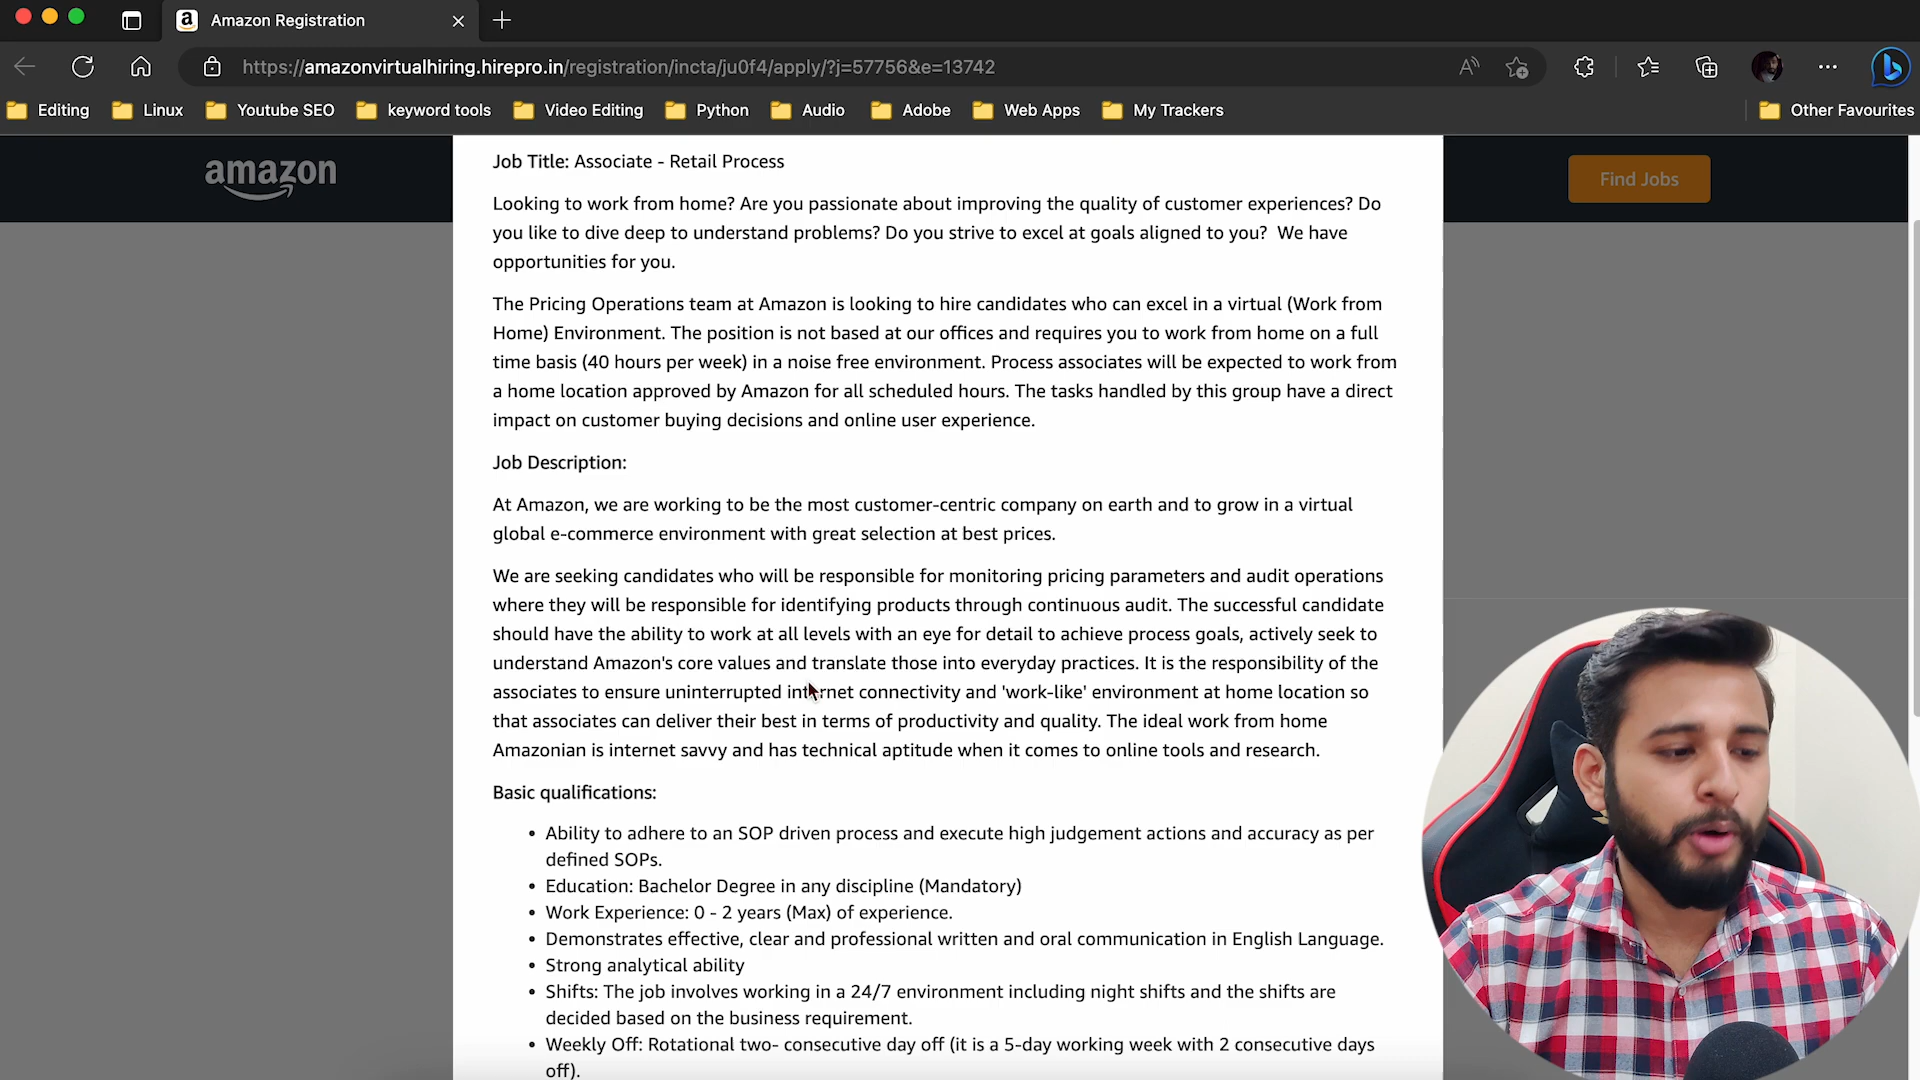 Amazon Registration
https://amazonvirtualhiring.hirepro.in/registration/incta/ju0f4/apply/?j=57756&e=13742
Editing Linux Youtube SEO keyword tools Video Editing Python Audio Adobe Web Apps My Trackers Other Favourites
amazon
Find Jobs
Job Title: Associate - Retail Process
Looking to work from home? Are you passionate about improving the quality of customer experiences? Do
you like to dive deep to understand problems? Do you strive to excel at goals aligned to you?  We have
opportunities for you.
The Pricing Operations team at Amazon is looking to hire candidates who can excel in a virtual (Work from
Home) Environment. The position is not based at our offices and requires you to work from home on a full
time basis (40 hours per week) in a noise free environment. Process associates will be expected to work from
a home location approved by Amazon for all scheduled hours. The tasks handled by this group have a direct
impact on customer buying decisions and online user experience.
Job Description:
At Amazon, we are working to be the most customer-centric company on earth and to grow in a virtual
global e-commerce environment with great selection at best prices.
We are seeking candidates who will be responsible for monitoring pricing parameters and audit operations
where they will be responsible for identifying products through continuous audit. The successful candidate
should have the ability to work at all levels with an eye for detail to achieve process goals, actively seek to
understand Amazon's core values and translate those into everyday practices. It is the responsibility of the
associates to ensure uninterrupted internet connectivity and 'work-like' environment at home location so
that associates can deliver their best in terms of productivity and quality. The ideal work from home
Amazonian is internet savvy and has technical aptitude when it comes to online tools and research.
Basic qualifications:
• Ability to adhere to an SOP driven process and execute high judgement actions and accuracy as per
defined SOPs.
• Education: Bachelor Degree in any discipline (Mandatory)
• Work Experience: 0 - 2 years (Max) of experience.
• Demonstrates effective, clear and professional written and oral communication in English Language.
• Strong analytical ability
• Shifts: The job involves working in a 24/7 environment including night shifts and the shifts are
decided based on the business requirement.
• Weekly Off: Rotational two- consecutive day off (it is a 5-day working week with 2 consecutive days
off).